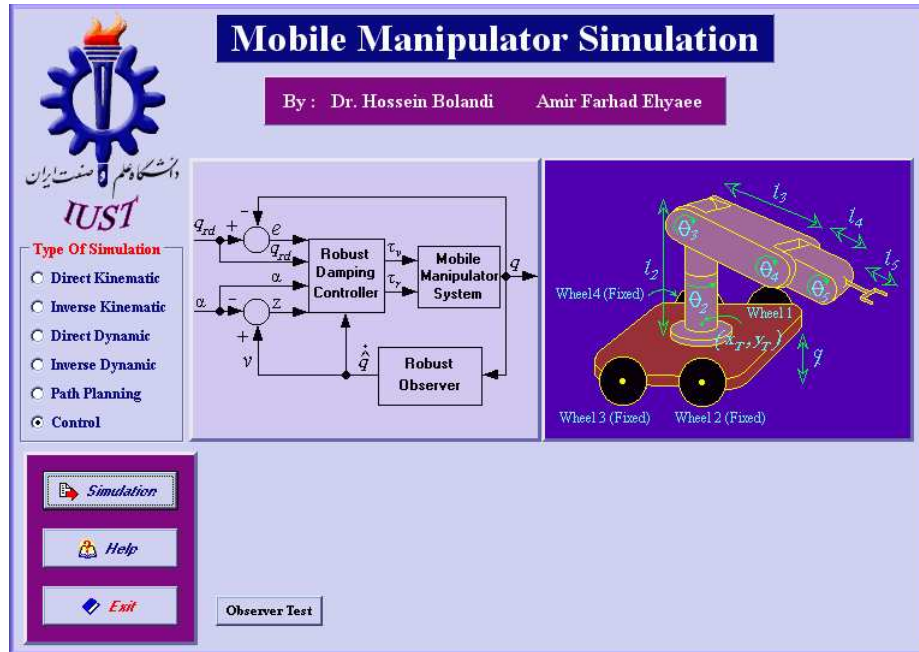 Mobile Manipulator Simulation
By : Dr. Hossein Bolandi Amir Farhad Ehyaee
دانشگاه علم و صنعت ایران
IUST
Type Of Simulation
Direct Kinematic
Inverse Kinematic
Direct Dynamic
Inverse Dynamic
Path Planning
Control
q_rd
+
-
e
q_rd
α
α
-
z
+
v
Robust
Damping
Controller
τ_v
τ_r
Mobile
Manipulator
System
q
Robust
Observer
q̂̇
l_3
l_4
l_5
l_2
θ_3
θ_4
θ_5
θ_2
Wheel4 (Fixed)
Wheel 1
(x_T, y_T)
q
Wheel 3 (Fixed)
Wheel 2 (Fixed)
Simulation
Help
Exit
Observer Test